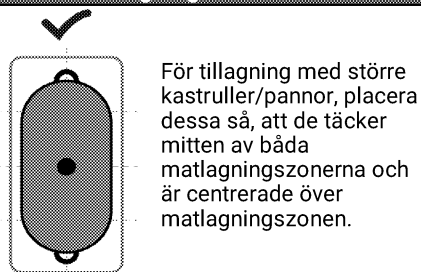 För tillagning med större
kastruller/pannor, placera
dessa så, att de täcker
mitten av båda
matlagningszonerna och
är centrerade över
matlagningszonen.